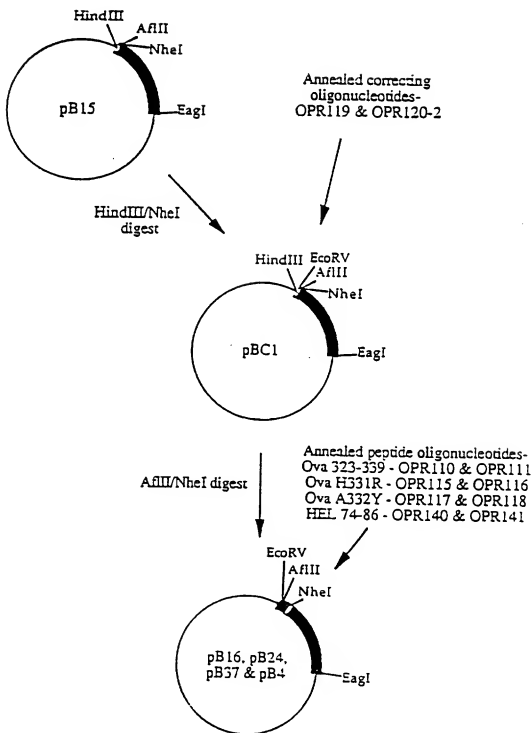 HindIII
AflII
NheI
pB15
EagI
Annealed correcting
oligonucleotides-
OPR119 & OPR120-2
HindIII/NheI
digest
HindIII
EcoRV
AflII
NheI
pBC1
EagI
AflII/NheI digest
Annealed peptide oligonucleotides-
Ova 323-339 - OPR110 & OPR111
Ova H331R - OPR115 & OPR116
Ova A332Y - OPR117 & OPR118
HEL 74-86 - OPR140 & OPR141
EcoRV
AflII
NheI
pB16, pB24,
pB37 & pB4
EagI